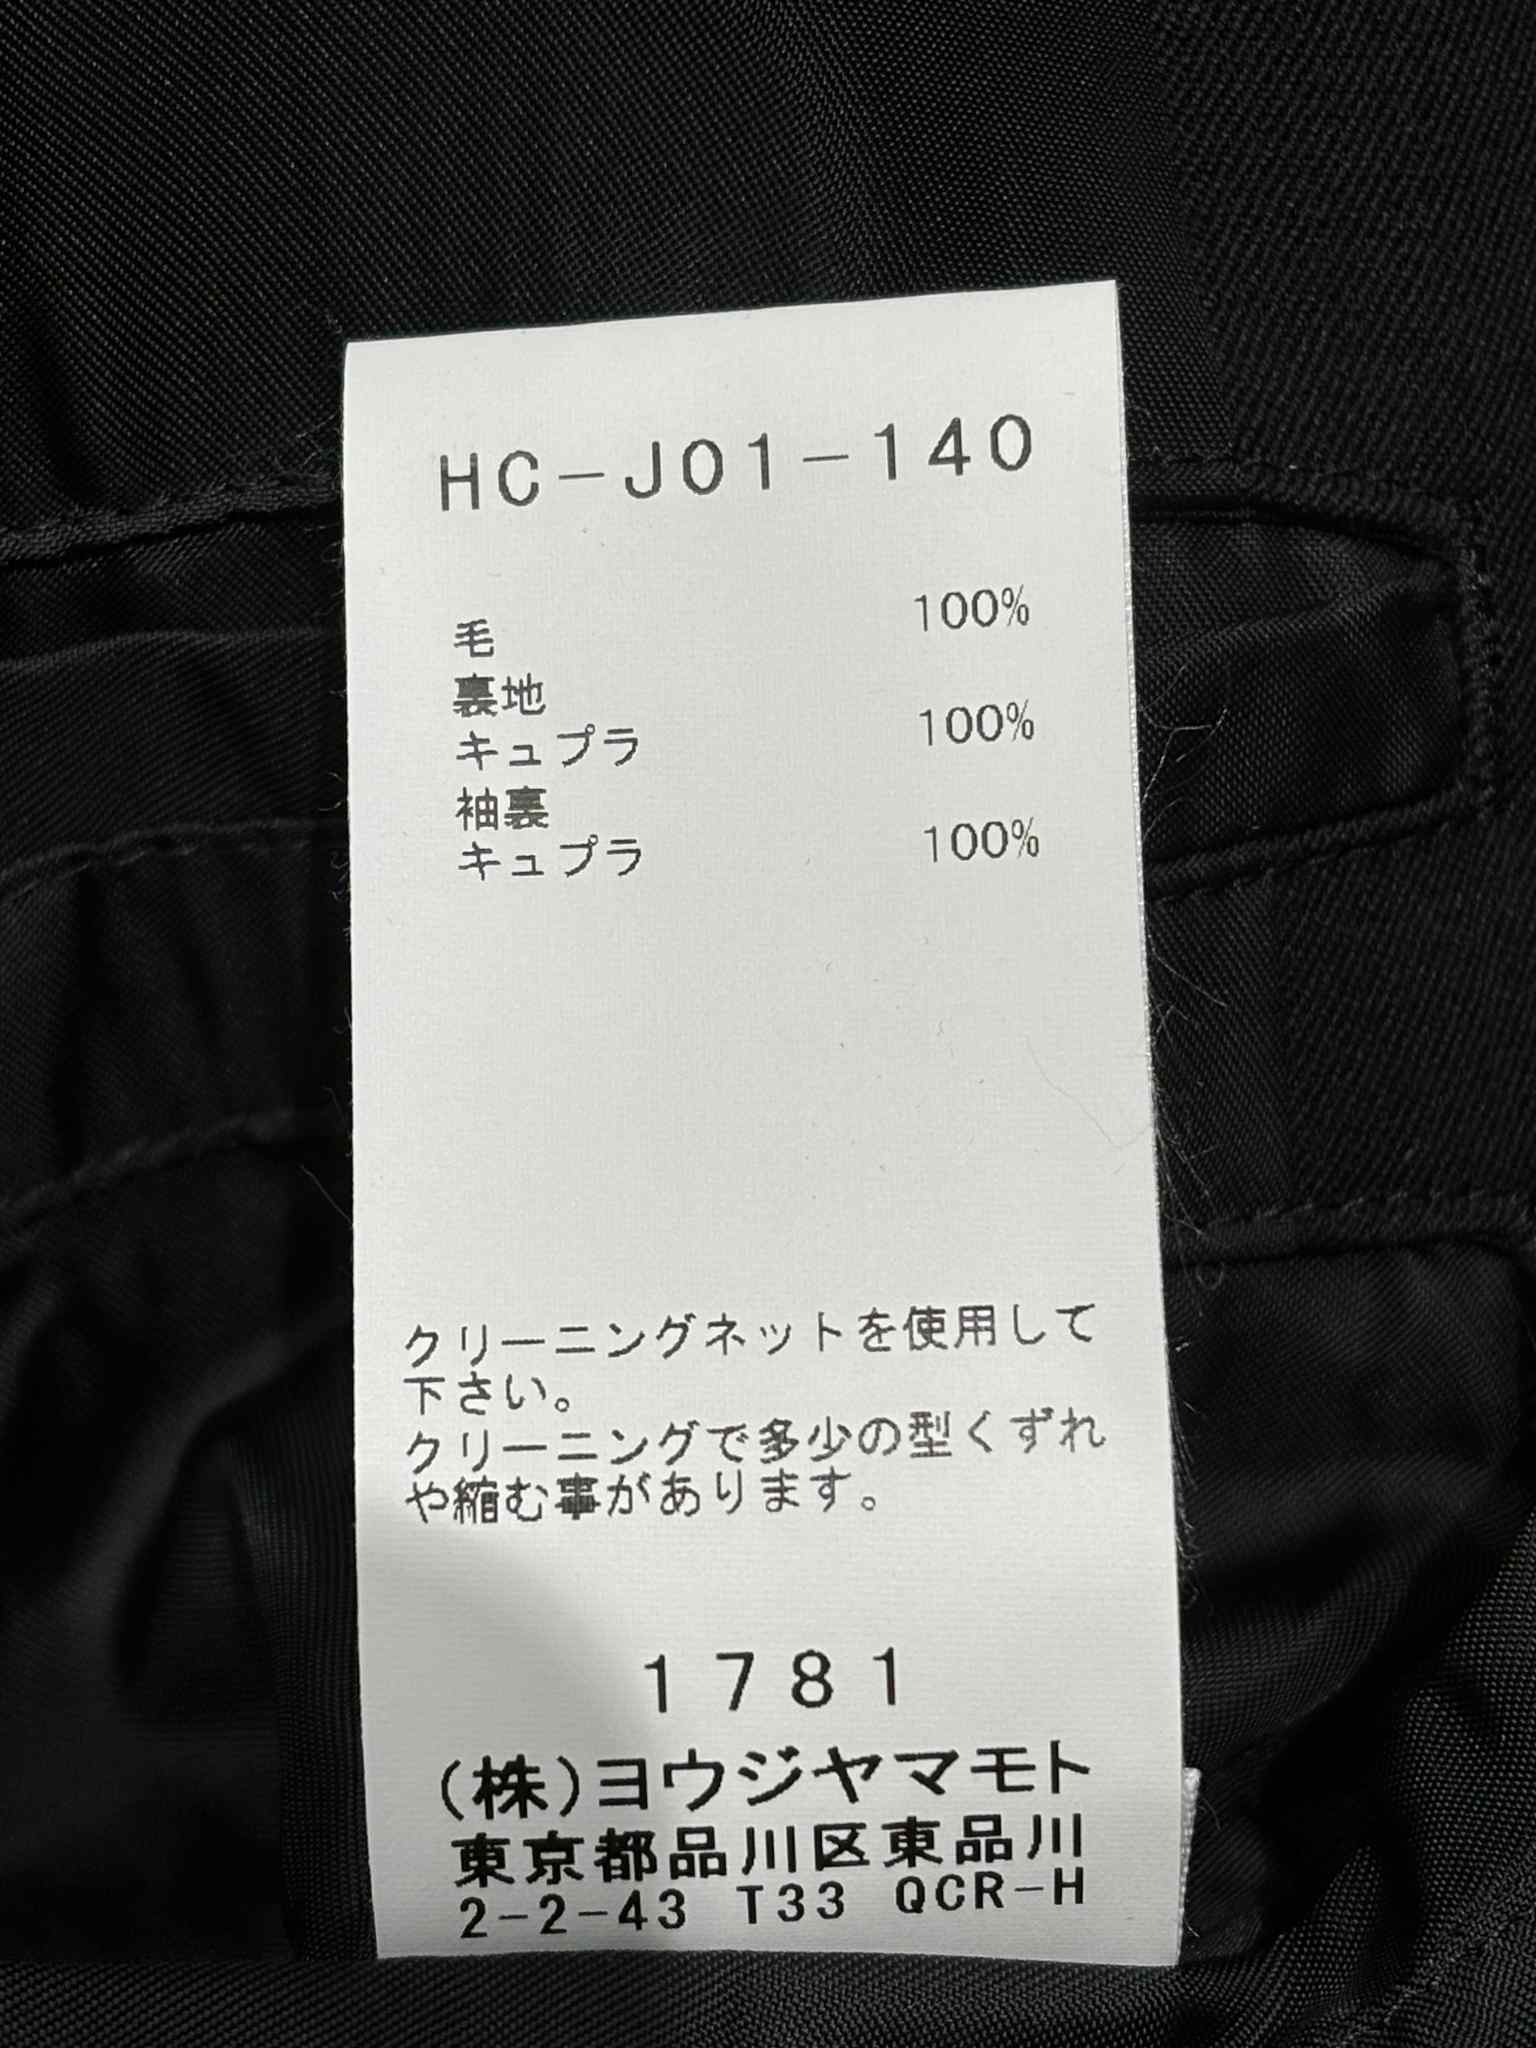 HC-J01-140
毛 100%
裏地
キュプラ 100%
袖裏
キュプラ 100%
クリーニングネットを使用して
下さい。
クリーニングで多少の型くずれ
や縮む事があります。
1781
(株)ヨウジヤマモト
東京都品川区東品川
2-2-43 T33 QCR-H